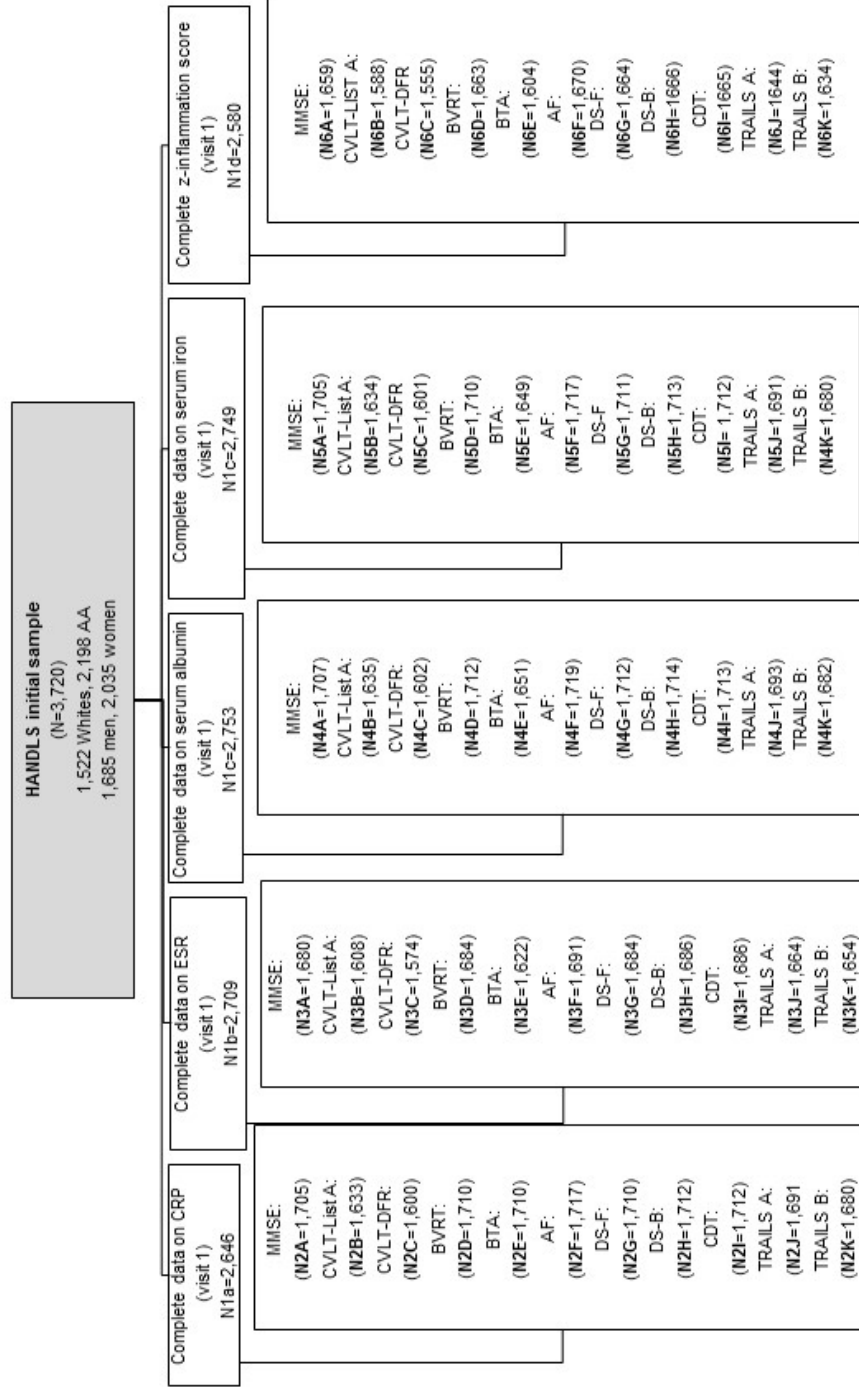 HANDLS initial sample
(N=3,720)
1,522 Whites, 2,198 AA
1,685 men, 2,035 women
Complete data on CRP
(visit 1)
N1a=2,646
MMSE:
(N2A=1,705)
CVLT-List A:
(N2B=1,633)
CVLT-DFR:
(N2C=1,600)
BVRT:
(N2D=1,710)
BTA:
(N2E=1,710)
AF:
(N2F=1,717)
DS-F:
(N2G=1,710)
DS-B:
(N2H=1,712)
CDT:
(N2I=1,712)
TRAILS A:
(N2J=1,691
TRAILS B:
(N2K=1,680)
Complete data on ESR
(visit 1)
N1b=2,709
MMSE:
(N3A=1,680)
CVLT-List A:
(N3B=1,608)
CVLT-DFR:
(N3C=1,574)
BVRT:
(N3D=1,684)
BTA:
(N3E=1,622)
AF:
(N3F=1,691)
DS-F:
(N3G=1,684)
DS-B:
(N3H=1,686)
CDT:
(N3I=1,686)
TRAILS A:
(N3J=1,664)
TRAILS B:
(N3K=1,654)
Complete data on serum albumin
(visit 1)
N1c=2,753
MMSE:
(N4A=1,707)
CVLT-List A:
(N4B=1,635)
CVLT-DFR:
(N4C=1,602)
BVRT:
(N4D=1,712)
BTA:
(N4E=1,651)
AF:
(N4F=1,719)
DS-F:
(N4G=1,712)
DS-B:
(N4H=1,714)
CDT:
(N4I=1,713)
TRAILS A:
(N4J=1,693)
TRAILS B:
(N4K=1,682)
Complete data on serum iron
(visit 1)
N1c=2,749
MMSE:
(N5A=1,705)
CVLT-List A:
(N5B=1,634)
CVLT-DFR
(N5C=1,601)
BVRT:
(N5D=1,710)
BTA:
(N5E=1,649)
AF:
(N5F=1,717)
DS-F
(N5G=1,711)
DS-B:
(N5H=1,713)
CDT:
(N5I= 1,712)
TRAILS A:
(N5J=1,691)
TRAILS B:
(N4K=1,680)
Complete z-inflammation score
(visit 1)
N1d=2,580
MMSE:
(N6A=1,659)
CVLT-LIST A:
(N6B=1,588)
CVLT-DFR
(N6C=1,555)
BVRT:
(N6D=1,663)
BTA:
(N6E=1,604)
AF:
(N6F=1,670)
DS-F:
(N6G=1,664)
DS-B:
(N6H=1666)
CDT:
(N6I=1665)
TRAILS A:
(N6J=1644)
TRAILS B:
(N6K=1,634)